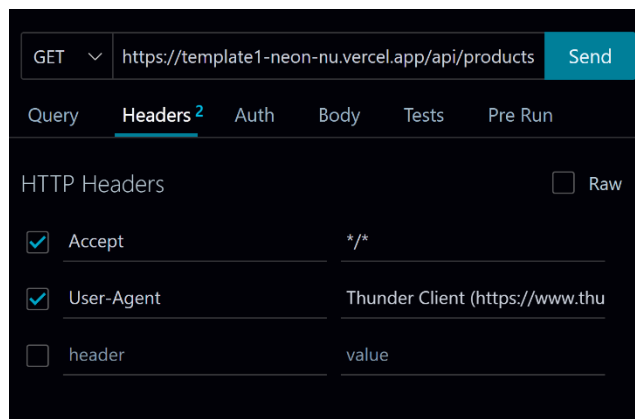 GET https://template1-neon-nu.vercel.app/api/products Send
Query Headers 2 Auth Body Tests Pre Run
HTTP Headers Raw
Accept */*
User-Agent Thunder Client (https://www.thu
header value